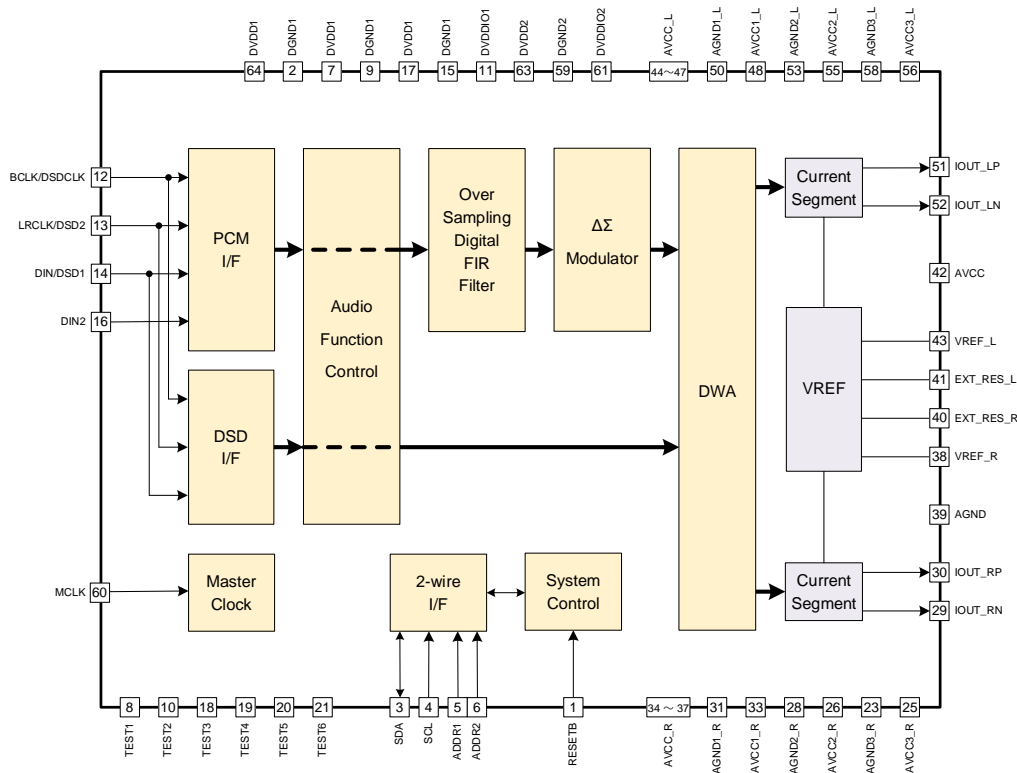 DVDD1
DGND1
DVDD1
DGND1
DVDD1
DGND1
DVDDIO1
DVDD2
DGND2
DVDDIO2
AVCC_L
AGND1_L
AVCC1_L
AGND2_L
AVCC2_L
AGND3_L
AVCC3_L
64
2
7
9
17
15
11
63
59
61
44～47
50
48
53
55
58
56
BCLK/DSDCLK 12
LRCLK/DSD2 13
DIN/DSD1 14
DIN2 16
MCLK 60
PCM
I/F
DSD
I/F
Master
Clock
Audio
Function
Control
Over
Sampling
Digital
FIR
Filter
ΔΣ
Modulator
2-wire
I/F
System
Control
DWA
Current
Segment
VREF
Current
Segment
51 IOUT_LP
52 IOUT_LN
42 AVCC
43 VREF_L
41 EXT_RES_L
40 EXT_RES_R
38 VREF_R
39 AGND
30 IOUT_RP
29 IOUT_RN
8
10
18
19
20
21
3
4
5
6
1
34 ～ 37
31
33
28
26
23
25
TEST1
TEST2
TEST3
TEST4
TEST5
TEST6
SDA
SCL
ADDR1
ADDR2
RESETB
AVCC_R
AGND1_R
AVCC1_R
AGND2_R
AVCC2_R
AGND3_R
AVCC3_R